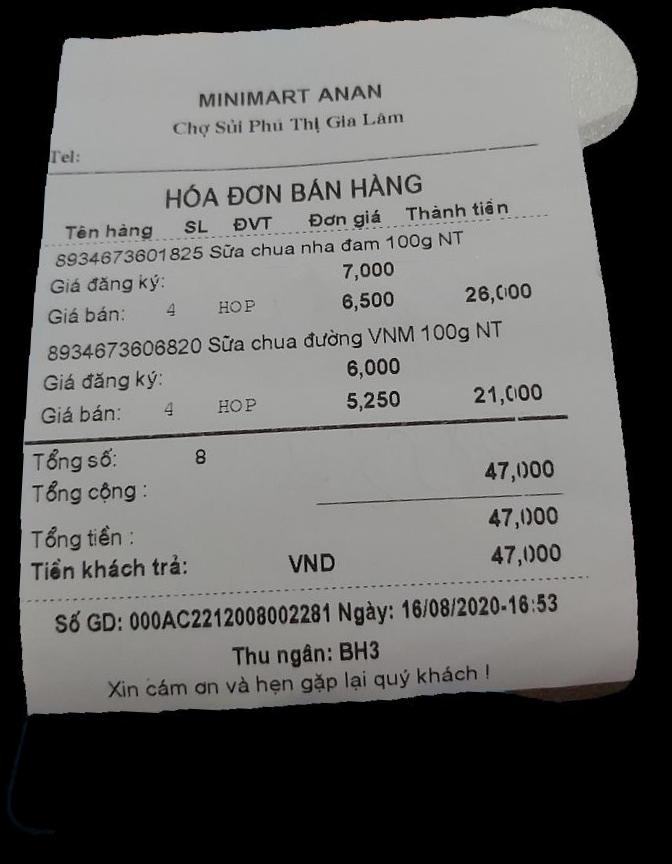 MINIMART ANAN
Chợ Sủi Phú Thị Gia Lâm
Tel:
HÓA ĐƠN BÁN HÀNG
Tên hàng SL ĐVT Đơn giá Thành tiền
8934673601825 Sữa chua nha đam 100g NT
Giá đăng ký: 7,000
Giá bán: 4 HOP 6,500 26,000
8934673606820 Sữa chua đường VNM 100g NT
Giá đăng ký: 6,000
Giá bán: 4 HOP 5,250 21,000
Tổng số: 8
Tổng cộng : 47,000
Tổng tiền : 47,000
Tiền khách trả: VND 47,000
Số GD: 000AC2212008002281 Ngày: 16/08/2020-16:53
Thu ngân: BH3
Xin cám ơn và hẹn gặp lại quý khách !